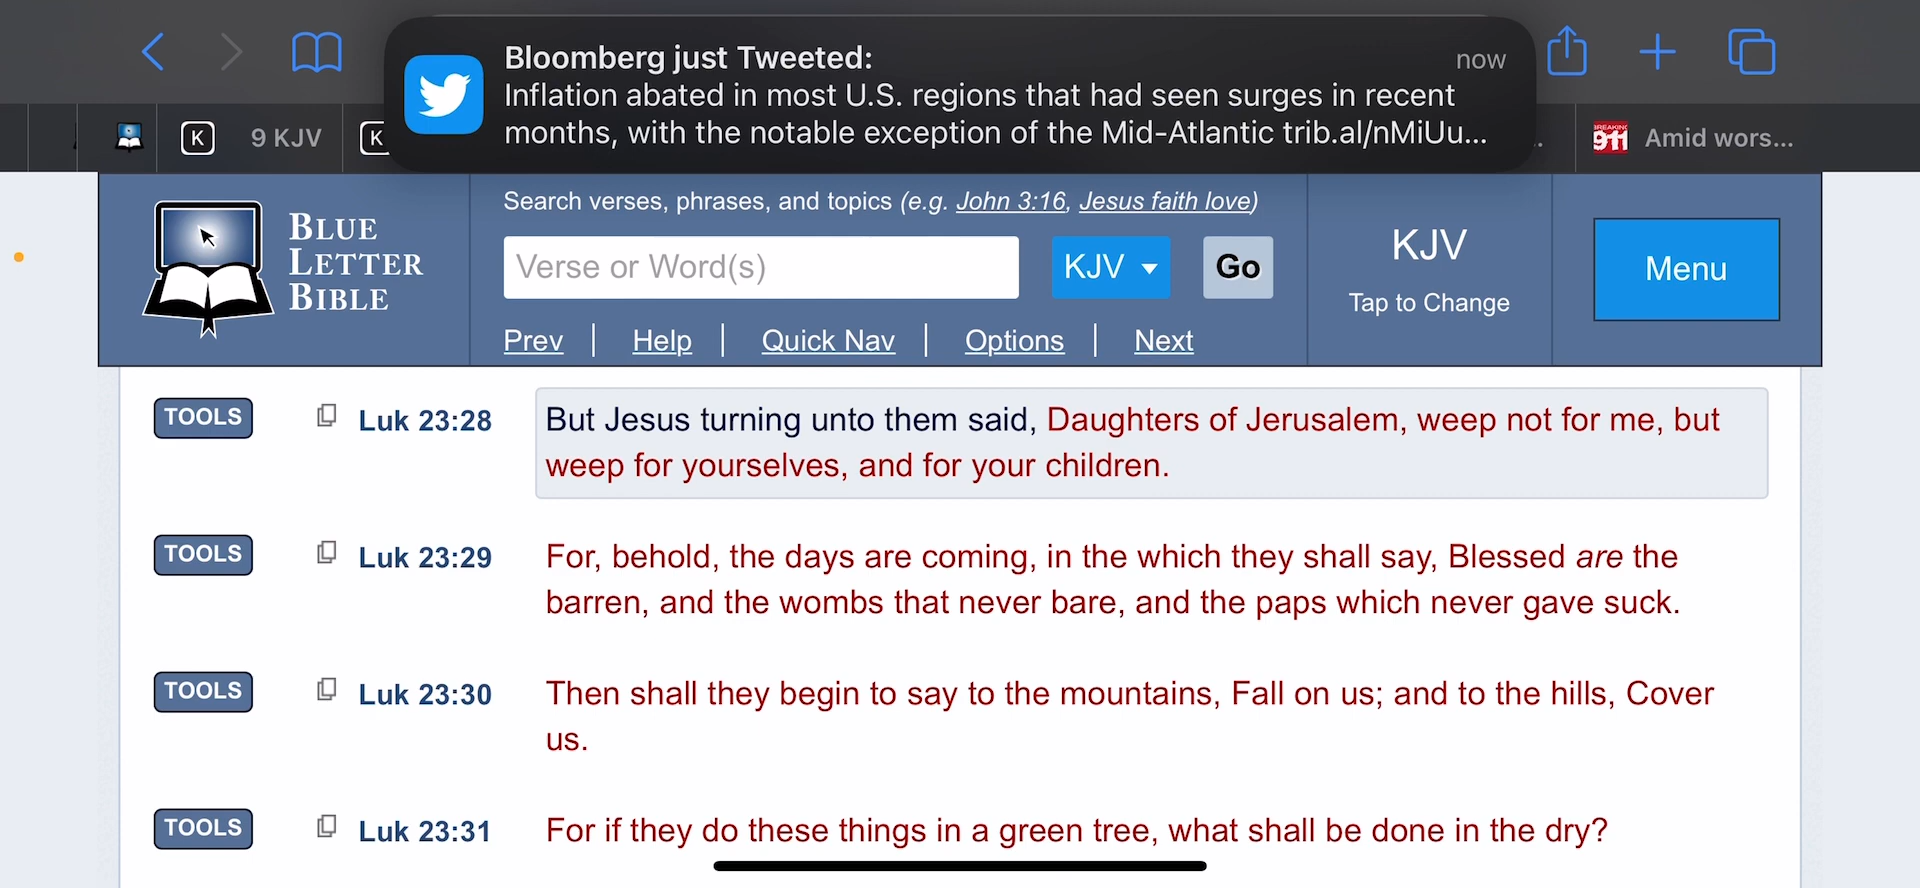 Bloomberg just Tweeted:
now
Inflation abated in most U.S. regions that had seen surges in recent
months, with the notable exception of the Mid-Atlantic trib.al/nMiUu...
K
9 KJV
K
..
BREAKING
911
Amid wors...
BLUE
LETTER
BIBLE
Search verses, phrases, and topics (e.g. John 3:16, Jesus faith love)
Verse or Word(s)
KJV
Go
KJV
Tap to Change
Menu
Prev | Help | Quick Nav | Options | Next
TOOLS
Luk 23:28
But Jesus turning unto them said, Daughters of Jerusalem, weep not for me, but
weep for yourselves, and for your children.
TOOLS
Luk 23:29
For, behold, the days are coming, in the which they shall say, Blessed are the
barren, and the wombs that never bare, and the paps which never gave suck.
TOOLS
Luk 23:30
Then shall they begin to say to the mountains, Fall on us; and to the hills, Cover
us.
TOOLS
Luk 23:31
For if they do these things in a green tree, what shall be done in the dry?